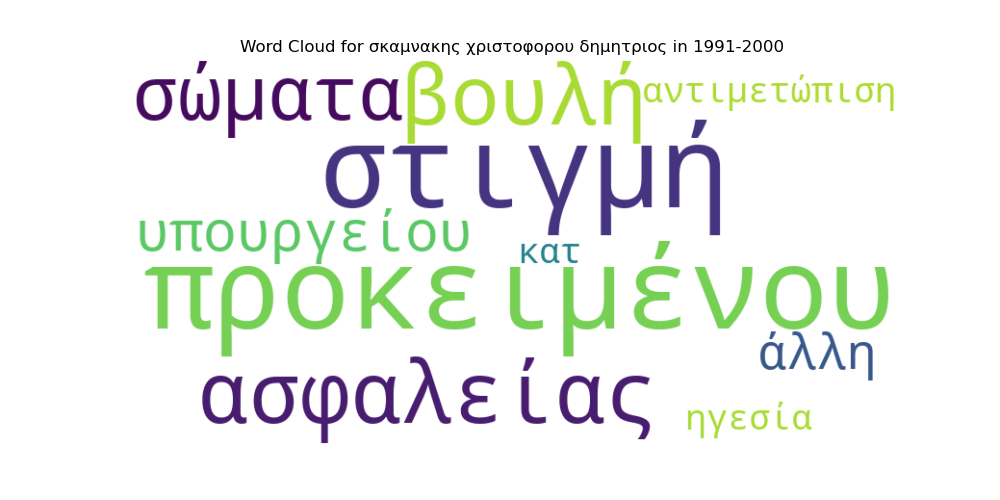 Word Cloud for σκαμνακης χριστοφορου δημητριος in 1991-2000
σώματα βουλή αντιμετώπιση
στιγμή
υπουργείου κατ
προκειμένου
άλλη
ασφαλείας ηγεσία